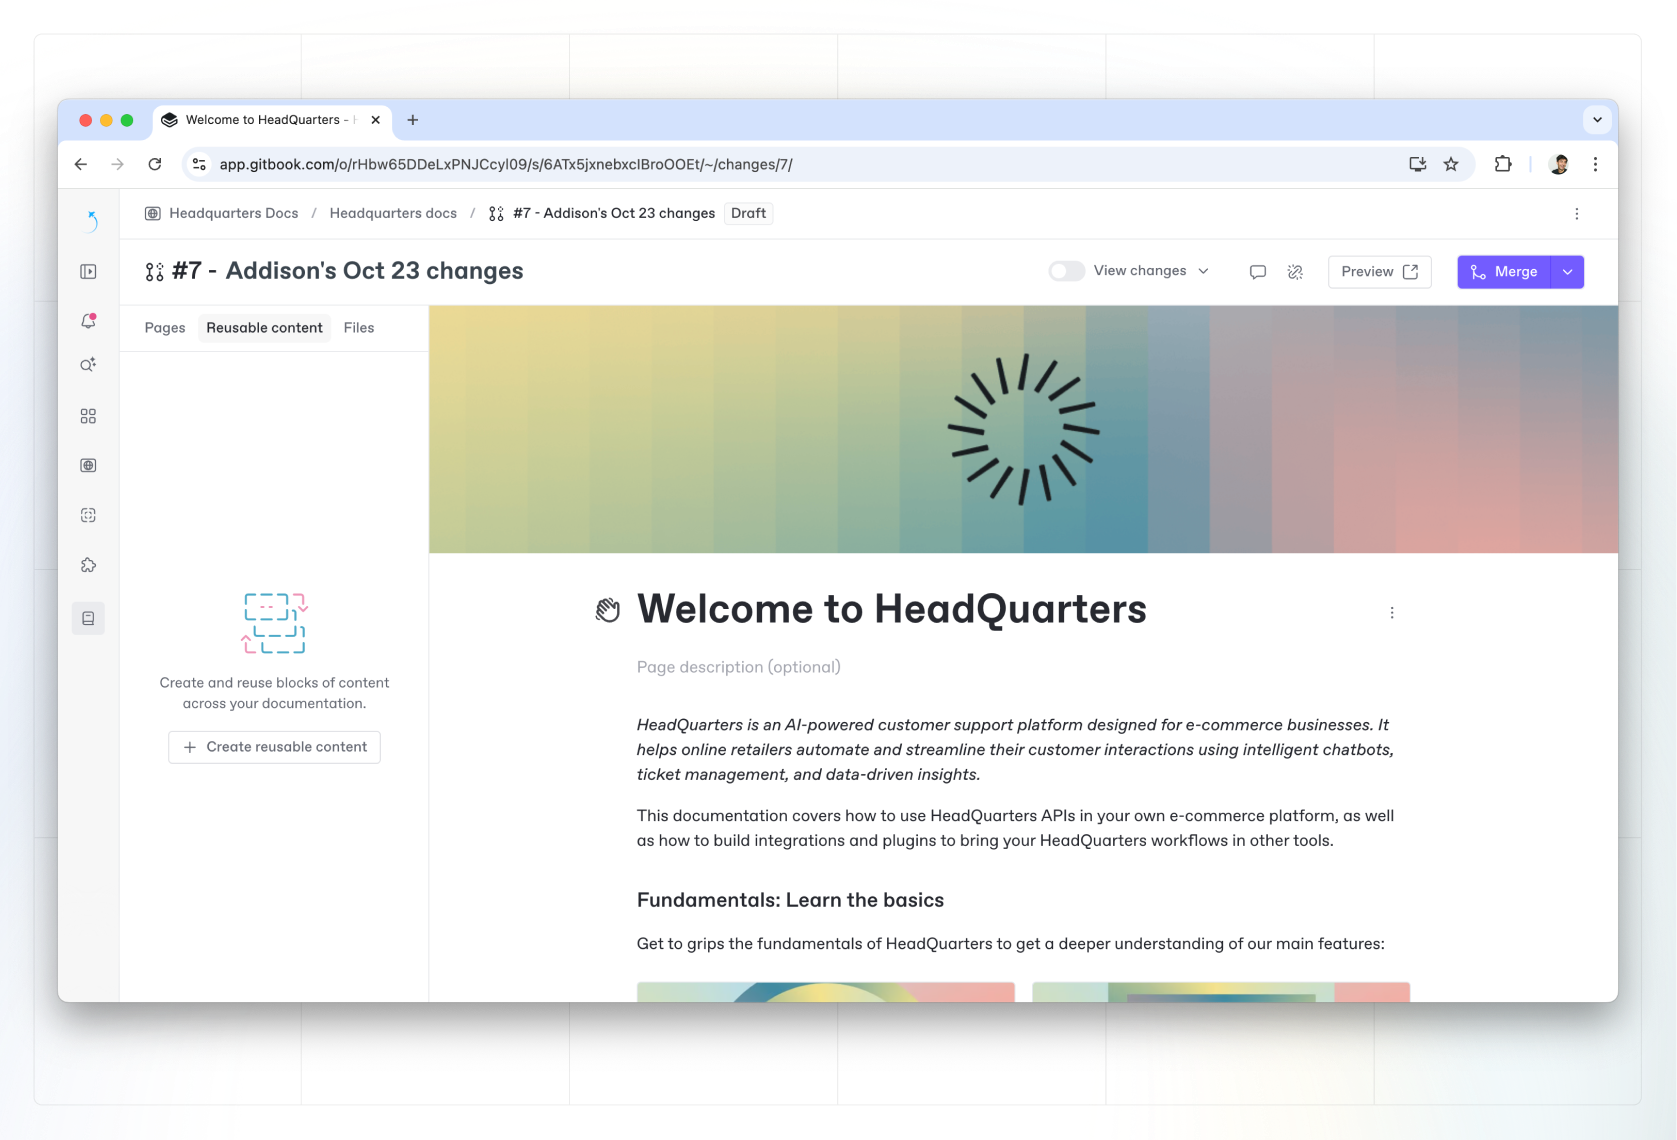 Welcome to HeadQuarters -
app.gitbook.com/o/rHbw65DDeLxPNJCcyl09/s/6ATx5jxnebxcIBroOOEt/~/changes/7/
Headquarters Docs / Headquarters docs / #7 - Addison's Oct 23 changes Draft
#7 - Addison's Oct 23 changes
View changes
Preview
Merge
Pages Reusable content Files
Create and reuse blocks of content
across your documentation.
+ Create reusable content
Welcome to HeadQuarters
Page description (optional)
HeadQuarters is an AI-powered customer support platform designed for e-commerce businesses. It
helps online retailers automate and streamline their customer interactions using intelligent chatbots,
ticket management, and data-driven insights.
This documentation covers how to use HeadQuarters APIs in your own e-commerce platform, as well
as how to build integrations and plugins to bring your HeadQuarters workflows in other tools.
Fundamentals: Learn the basics
Get to grips the fundamentals of HeadQuarters to get a deeper understanding of our main features: